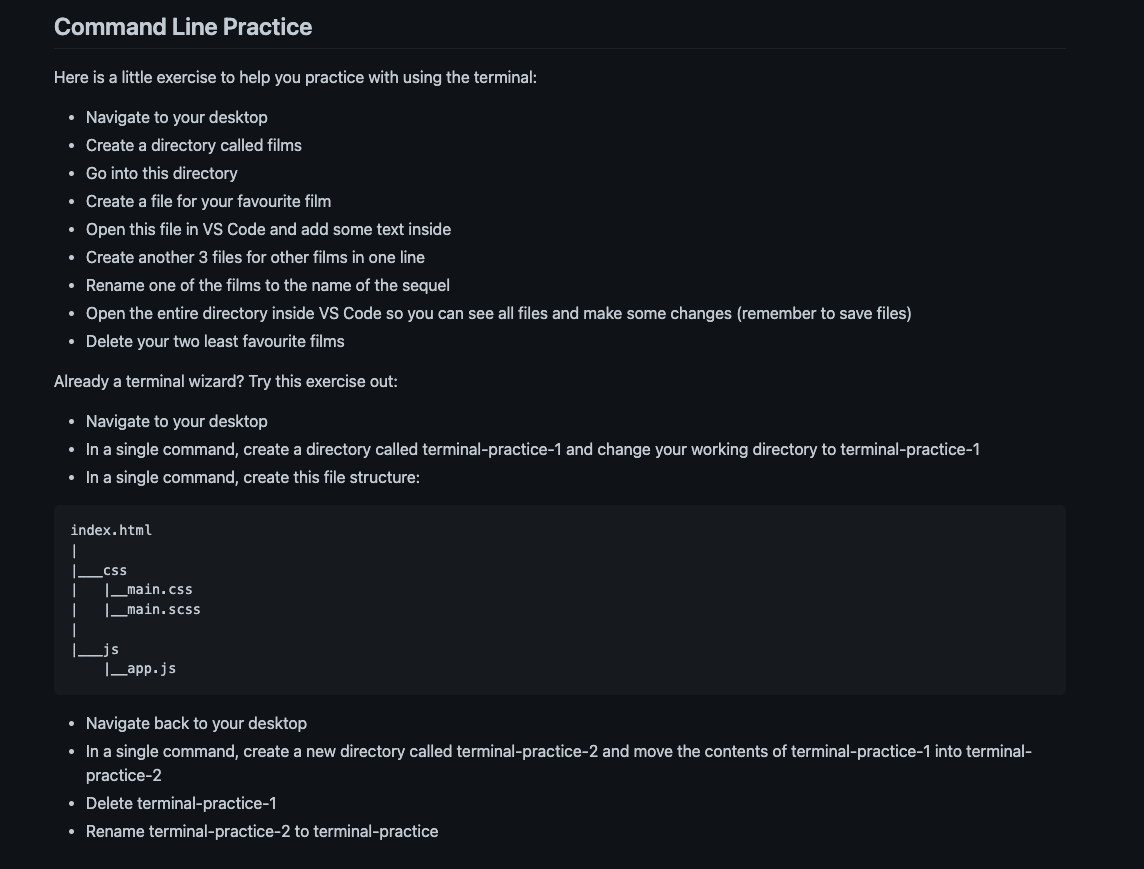 Command Line Practice
Here is a little exercise to help you practice with using the terminal:
• Navigate to your desktop
• Create a directory called films
• Go into this directory
• Create a file for your favourite film
• Open this file in VS Code and add some text inside
• Create another 3 files for other films in one line
• Rename one of the films to the name of the sequel
• Open the entire directory inside VS Code so you can see all files and make some changes (remember to save files)
• Delete your two least favourite films
Already a terminal wizard? Try this exercise out:
• Navigate to your desktop
• In a single command, create a directory called terminal-practice-1 and change your working directory to terminal-practice-1
• In a single command, create this file structure:
index.html
|
|___css
|   |__main.css
|   |__main.scss
|
|___js
    |__app.js
• Navigate back to your desktop
• In a single command, create a new directory called terminal-practice-2 and move the contents of terminal-practice-1 into terminal-
practice-2
• Delete terminal-practice-1
• Rename terminal-practice-2 to terminal-practice